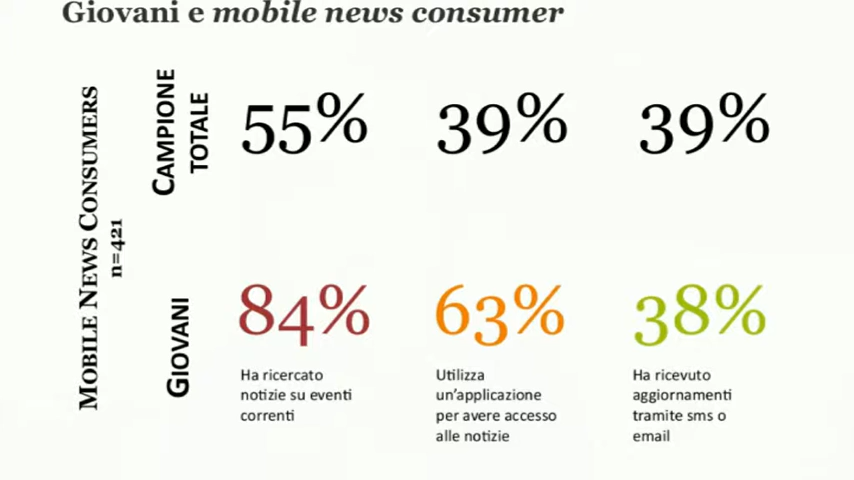 Giovani e mobile news consumer
MOBILE NEWS CONSUMERS
n=421
CAMPIONE
TOTALE
55% 39% 39%
GIOVANI
84% 63% 38%
Ha ricercato
notizie su eventi
correnti
Utilizza
un'applicazione
per avere accesso
alle notizie
Ha ricevuto
aggiornamenti
tramite sms o
email